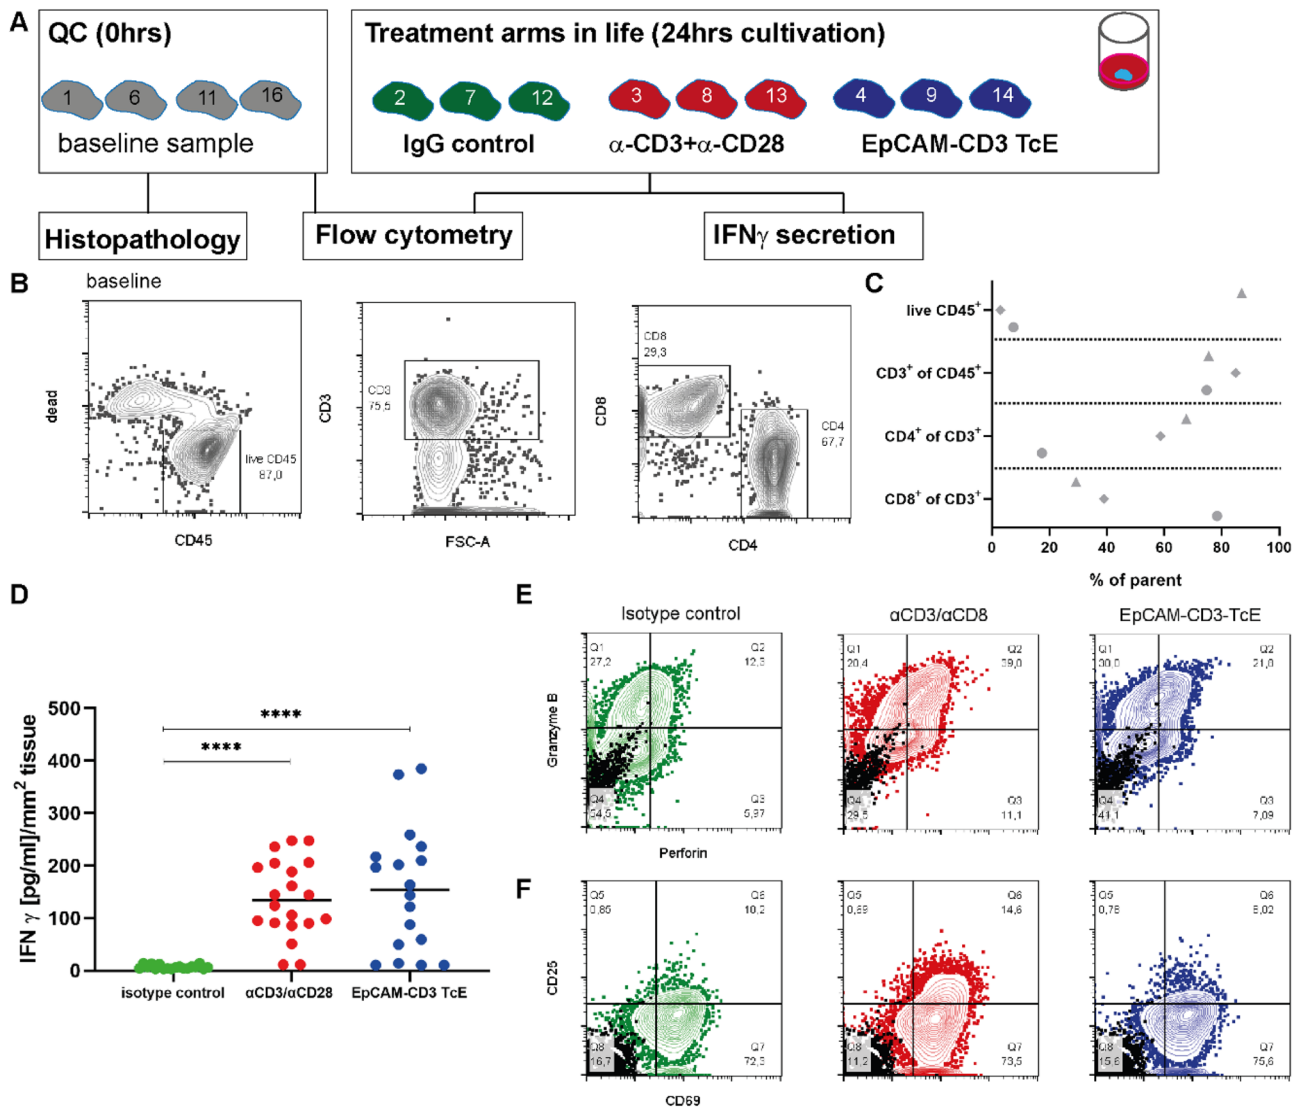 A
QC (0hrs)
1 6 11 16
baseline sample
Treatment arms in life (24hrs cultivation)
2 7 12 3 8 13 4 9 14
IgG control α-CD3+α-CD28 EpCAM-CD3 TcE
Histopathology
Flow cytometry
IFNγ secretion
B
baseline
dead
live CD45
87,0
CD45
CD3
CD3
75,5
FSC-A
CD8
CD8
29,3
CD4
67,7
CD4
C
live CD45+
CD3+ of CD45+
CD4+ of CD3+
CD8+ of CD3+
0 20 40 60 80 100
% of parent
D
IFN γ [pg/ml]/mm² tissue
500
400
300
200
100
0
****
****
isotype control αCD3/αCD28 EpCAM-CD3 TcE
E
Isotype control αCD3/αCD8 EpCAM-CD3-TcE
Granzyme B
Q1
27,2
Q2
12,3
Q4
54,5
Q3
5,97
Q1
20,4
Q2
39,0
Q4
29,5
Q3
11,1
Q1
30,0
Q2
21,8
Q4
41,1
Q3
7,09
Perforin
F
CD25
Q5
0,85
Q6
10,2
Q8
16,7
Q7
72,3
Q5
0,69
Q6
14,6
Q8
11,2
Q7
73,5
Q5
0,78
Q6
8,02
Q8
15,6
Q7
75,6
CD69